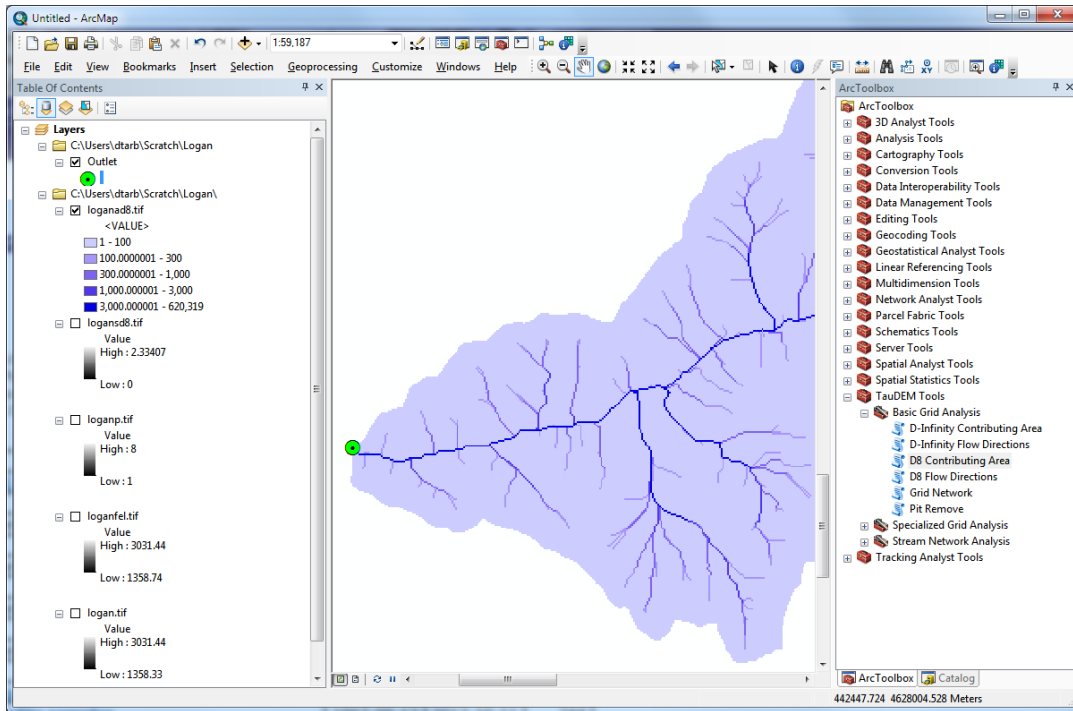 Untitled - ArcMap
1:59,187
File Edit View Bookmarks Insert Selection Geoprocessing Customize Windows Help
Table Of Contents
Layers
C:\Users\dtarb\Scratch\Logan
Outlet
C:\Users\dtarb\Scratch\Logan\
loganad8.tif
<VALUE>
1 - 100
100.0000001 - 300
300.0000001 - 1,000
1,000.000001 - 3,000
3,000.000001 - 620,319
logansd8.tif
Value
High : 2.33407
Low : 0
loganp.tif
Value
High : 8
Low : 1
loganfel.tif
Value
High : 3031.44
Low : 1358.74
logan.tif
Value
High : 3031.44
Low : 1358.33
ArcToolbox
ArcToolbox
3D Analyst Tools
Analysis Tools
Cartography Tools
Conversion Tools
Data Interoperability Tools
Data Management Tools
Editing Tools
Geocoding Tools
Geostatistical Analyst Tools
Linear Referencing Tools
Multidimension Tools
Network Analyst Tools
Parcel Fabric Tools
Schematics Tools
Server Tools
Spatial Analyst Tools
Spatial Statistics Tools
TauDEM Tools
Basic Grid Analysis
D-Infinity Contributing Area
D-Infinity Flow Directions
D8 Contributing Area
D8 Flow Directions
Grid Network
Pit Remove
Specialized Grid Analysis
Stream Network Analysis
Tracking Analyst Tools
ArcToolbox Catalog
442447.724 4628004.528 Meters